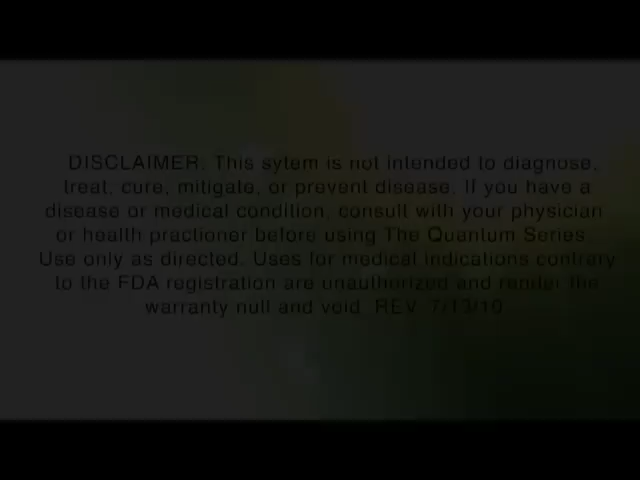 DISCLAIMER: This sytem is not intended to diagnose,
treat, cure, mitigate, or prevent disease. If you have a
disease or medical condition, consult with your physician
or health practioner before using The Quantum Series.
Use only as directed. Uses for medical indications contrary
to the FDA registration are unauthorized and render the
warranty null and void. REV. 7/13/10